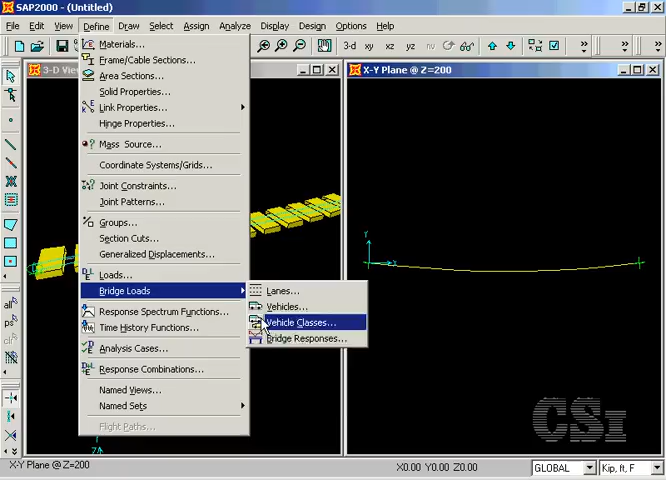 SAP2000 - (Untitled)
File Edit View Define Draw Select Assign Analyze Display Design Options Help
3-d xy xz yz nv
3-D Vie
X-Y Plane @ Z=200
Materials...
Frame/Cable Sections...
Area Sections...
Solid Properties...
Link Properties...
Hinge Properties...
Mass Source...
Coordinate Systems/Grids...
Joint Constraints...
Joint Patterns...
Groups...
Section Cuts...
Generalized Displacements...
Loads...
Bridge Loads
Response Spectrum Functions...
Time History Functions...
Analysis Cases...
Response Combinations...
Named Views...
Named Sets
Flight Paths...
Lanes...
Vehicles...
Vehicle Classes...
Bridge Responses...
Y
X
all
ps
clr
CSi
X-Y Plane @ Z=200
X0.00 Y0.00 Z0.00
GLOBAL
Kip, ft, F